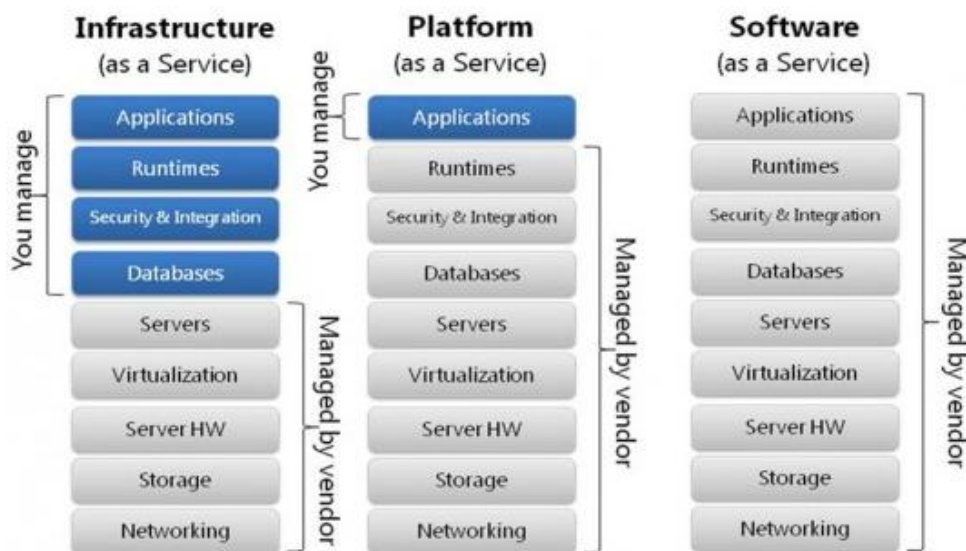 Infrastructure
(as a Service)
You manage
Applications
Runtimes
Security & Integration
Databases
Servers
Virtualization
Server HW
Storage
Networking
Managed by vendor
Platform
(as a Service)
You manage
Applications
Runtimes
Security & Integration
Databases
Servers
Virtualization
Server HW
Storage
Networking
Managed by vendor
Software
(as a Service)
Applications
Runtimes
Security & Integration
Databases
Servers
Virtualization
Server HW
Storage
Networking
Managed by vendor